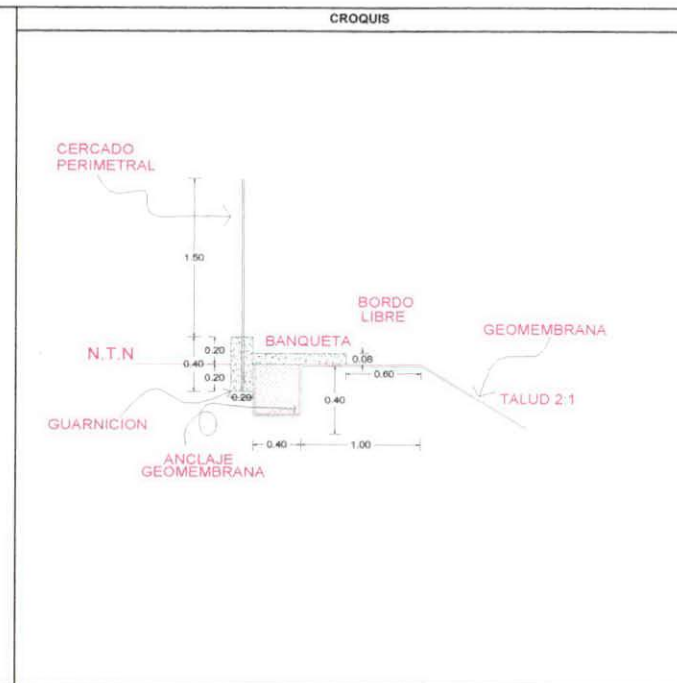 CROQUIS
CERCADO
PERIMETRAL
1.50
BORDO
LIBRE
GEOMEMBRANA
BANQUETA
N.T.N
0.20
0.40
0.20
0.08
0.60
0.20
0.40
TALUD 2:1
GUARNICION
0.40
1.00
ANCLAJE
GEOMEMBRANA